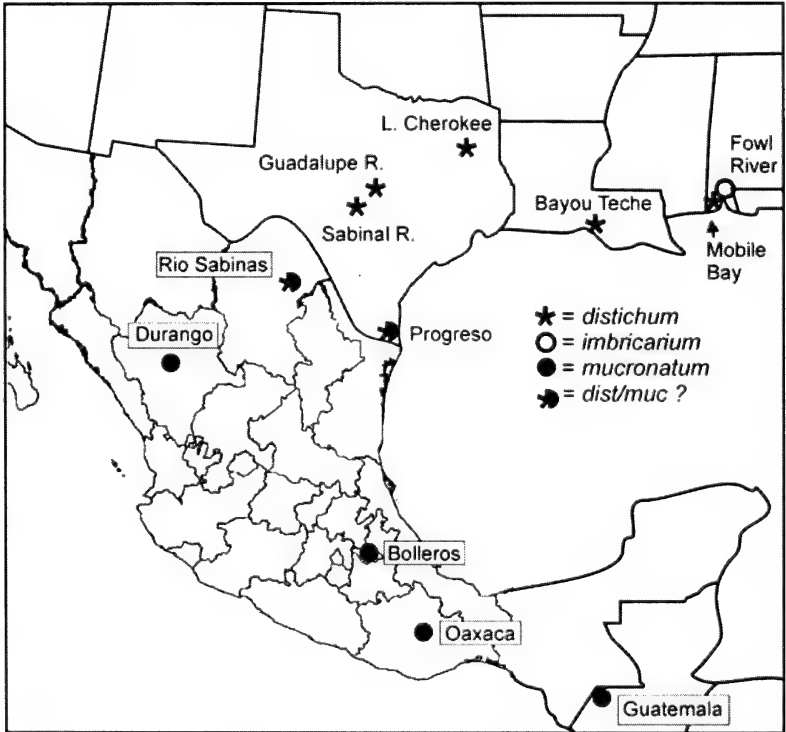 L. Cherokee
Fowl
River
Guadalupe R.
Bayou Teche
Sabinal R.
Mobile
Bay
Rio Sabinas
Durango
Progreso
= distichum
= imbricarium
= mucronatum
= dist/muc ?
Bolleros
Oaxaca
Guatemala